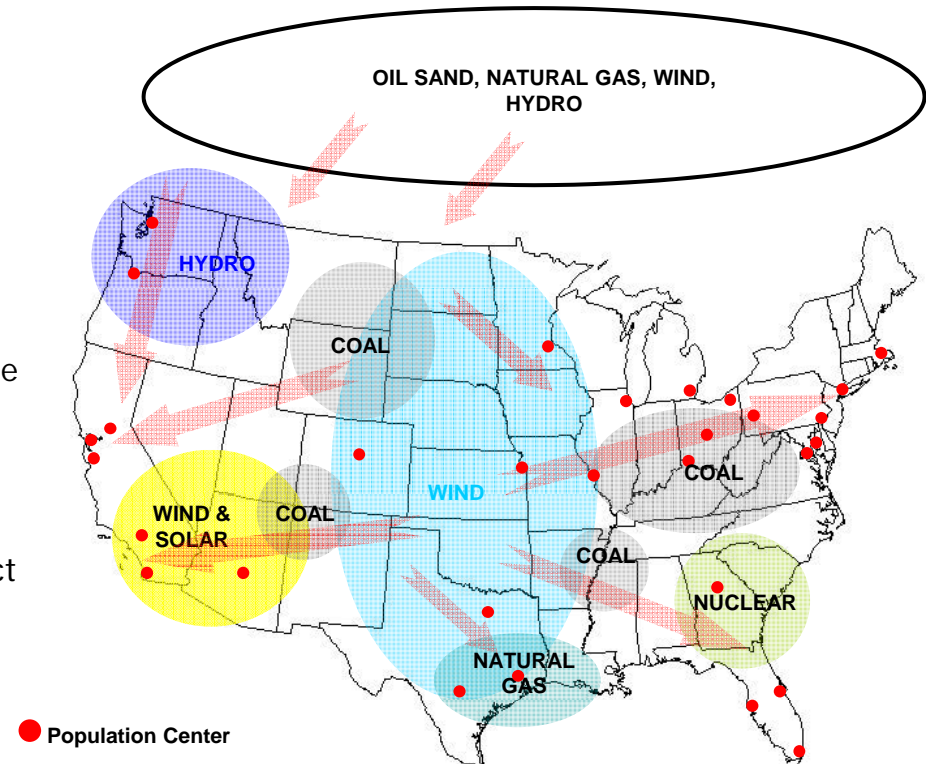 OIL SAND, NATURAL GAS, WIND,
HYDRO
HYDRO
COAL
e
WIND
COAL
WIND &
SOLAR
COAL
COAL
ct
NUCLEAR
NATURAL
GAS
Population Center